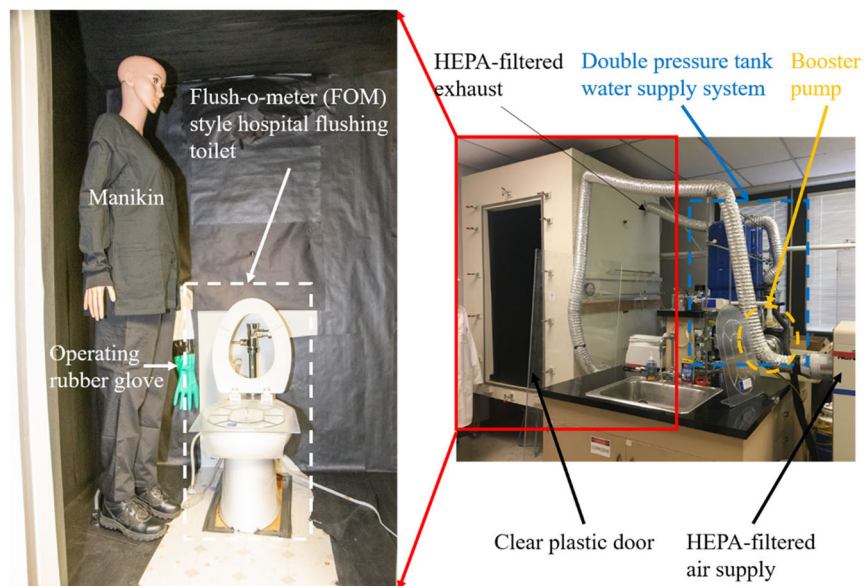 Flush-o-meter (FOM)
style hospital flushing
toilet
Manikin
Operating
rubber glove
HEPA-filtered
exhaust
Double pressure tank
water supply system
Booster
pump
Clear plastic door
HEPA-filtered
air supply